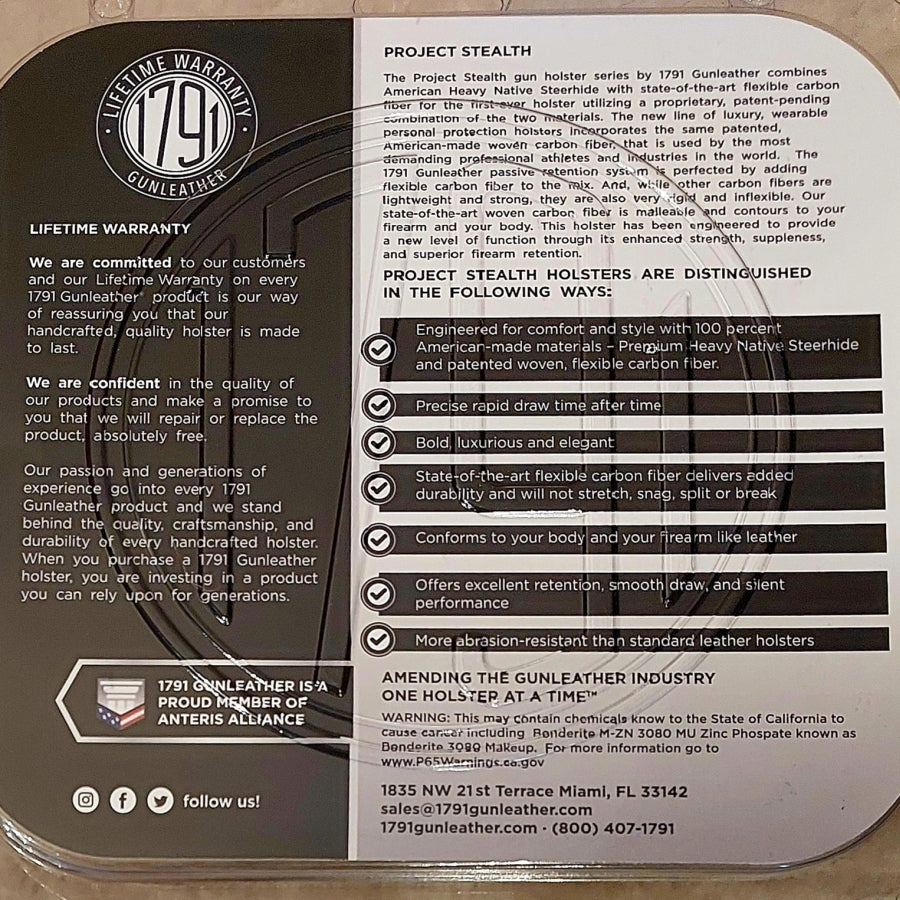 LIFETIME WARRANTY
1791
GUNLEATHER
LIFETIME WARRANTY
We are committed to our customers
and our Lifetime Warranty on every
1791 Gunleather® product is our way
of reassuring you that our
handcrafted, quality holster is made
to last.
We are confident in the quality of
our products and make a promise to
you that we will repair or replace the
product, absolutely free.
Our passion and generations of
experience go into every 1791
Gunleather product and we stand
behind the quality, craftsmanship, and
durability of every handcrafted holster.
When you purchase a 1791 Gunleather
holster, you are investing in a product
you can rely upon for generations.
1791 GUNLEATHER IS A
PROUD MEMBER OF
ANTERIS ALLIANCE
follow us!
PROJECT STEALTH
The Project Stealth gun holster series by 1791 Gunleather combines
American Heavy Native Steerhide with state-of-the-art flexible carbon
fiber for the first-ever holster utilizing a proprietary, patent-pending
combination of the two materials. The new line of luxury, wearable
personal protection holsters incorporates the same patented,
American-made woven carbon fiber, that is used by the most
demanding professional athletes and industries in the world. The
1791 Gunleather passive retention system is perfected by adding
flexible carbon fiber to the mix. And, while other carbon fibers are
lightweight and strong, they are also very rigid and inflexible. Our
state-of-the-art woven carbon fiber is malleable and contours to your
firearm and your body. This holster has been engineered to provide
a new level of function through its enhanced strength, suppleness,
and superior firearm retention.
PROJECT STEALTH HOLSTERS ARE DISTINGUISHED
IN THE FOLLOWING WAYS:
Engineered for comfort and style with 100 percent
American-made materials – Premium Heavy Native Steerhide
and patented woven, flexible carbon fiber.
Precise rapid draw time after time
Bold, luxurious and elegant
State-of-the-art flexible carbon fiber delivers added
durability and will not stretch, snag, split or break
Conforms to your body and your firearm like leather
Offers excellent retention, smooth draw, and silent
performance
More abrasion-resistant than standard leather holsters
AMENDING THE GUNLEATHER INDUSTRY
ONE HOLSTER AT A TIME™
WARNING: This may contain chemicals know to the State of California to
cause cancer including Bonderite M-ZN 3080 MU Zinc Phospate known as
Bonderite 3080 Makeup. For more information go to
www.P65Warnings.ca.gov
1835 NW 21st Terrace Miami, FL 33142
sales@1791gunleather.com
1791gunleather.com · (800) 407-1791